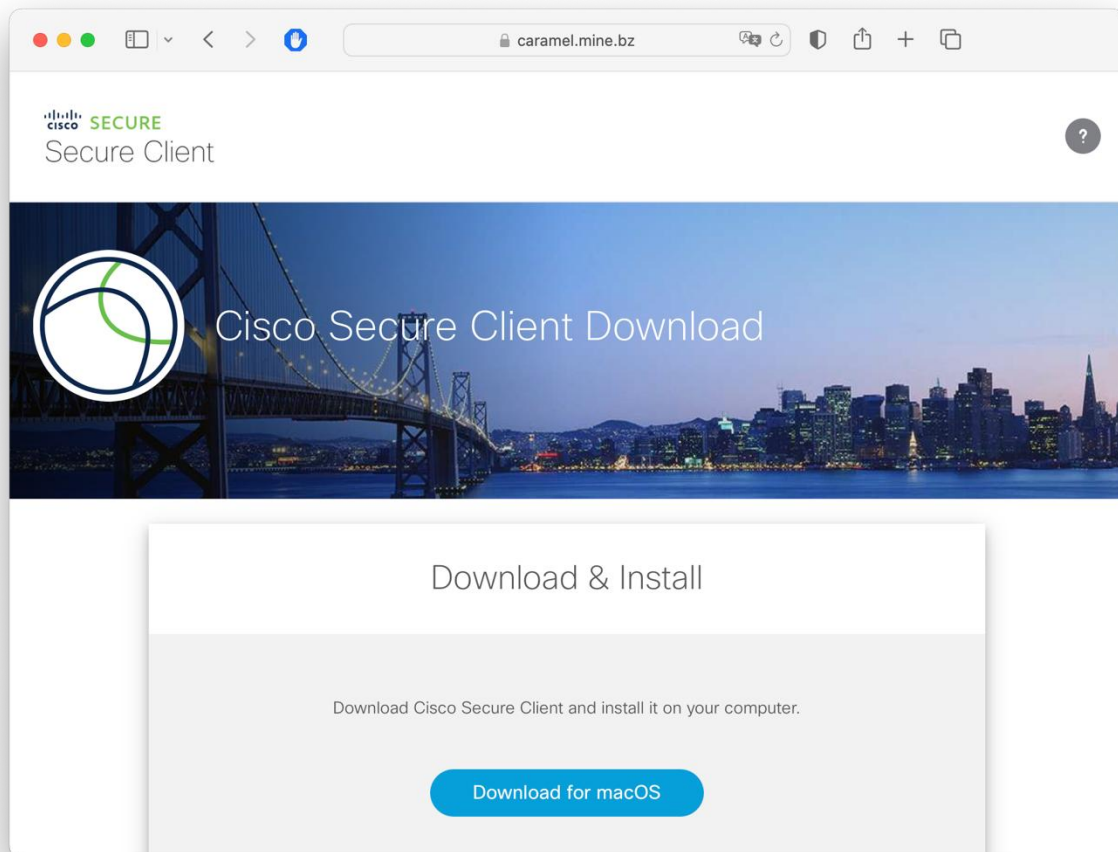 caramel.mine.bz
cisco SECURE
Secure Client
?
Cisco Secure Client Download
Download & Install
Download Cisco Secure Client and install it on your computer.
Download for macOS